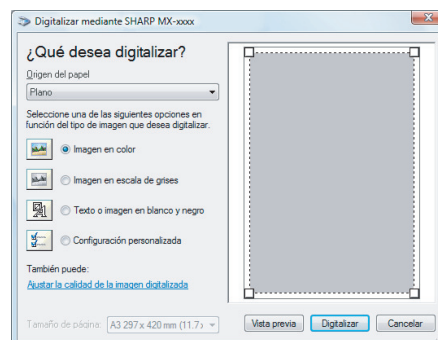 Digitalizar mediante SHARP MX-xxxx
¿Qué desea digitalizar?
Origen del papel
Plano
Seleccione una de las siguientes opciones en
función del tipo de imagen que desea digitalizar.
Imagen en color
Imagen en escala de grises
Texto o imagen en blanco y negro
Configuración personalizada
También puede:
Ajustar la calidad de la imagen digitalizada
Tamaño de página: A3 297 x 420 mm (11.7 x
Vista previa Digitalizar Cancelar